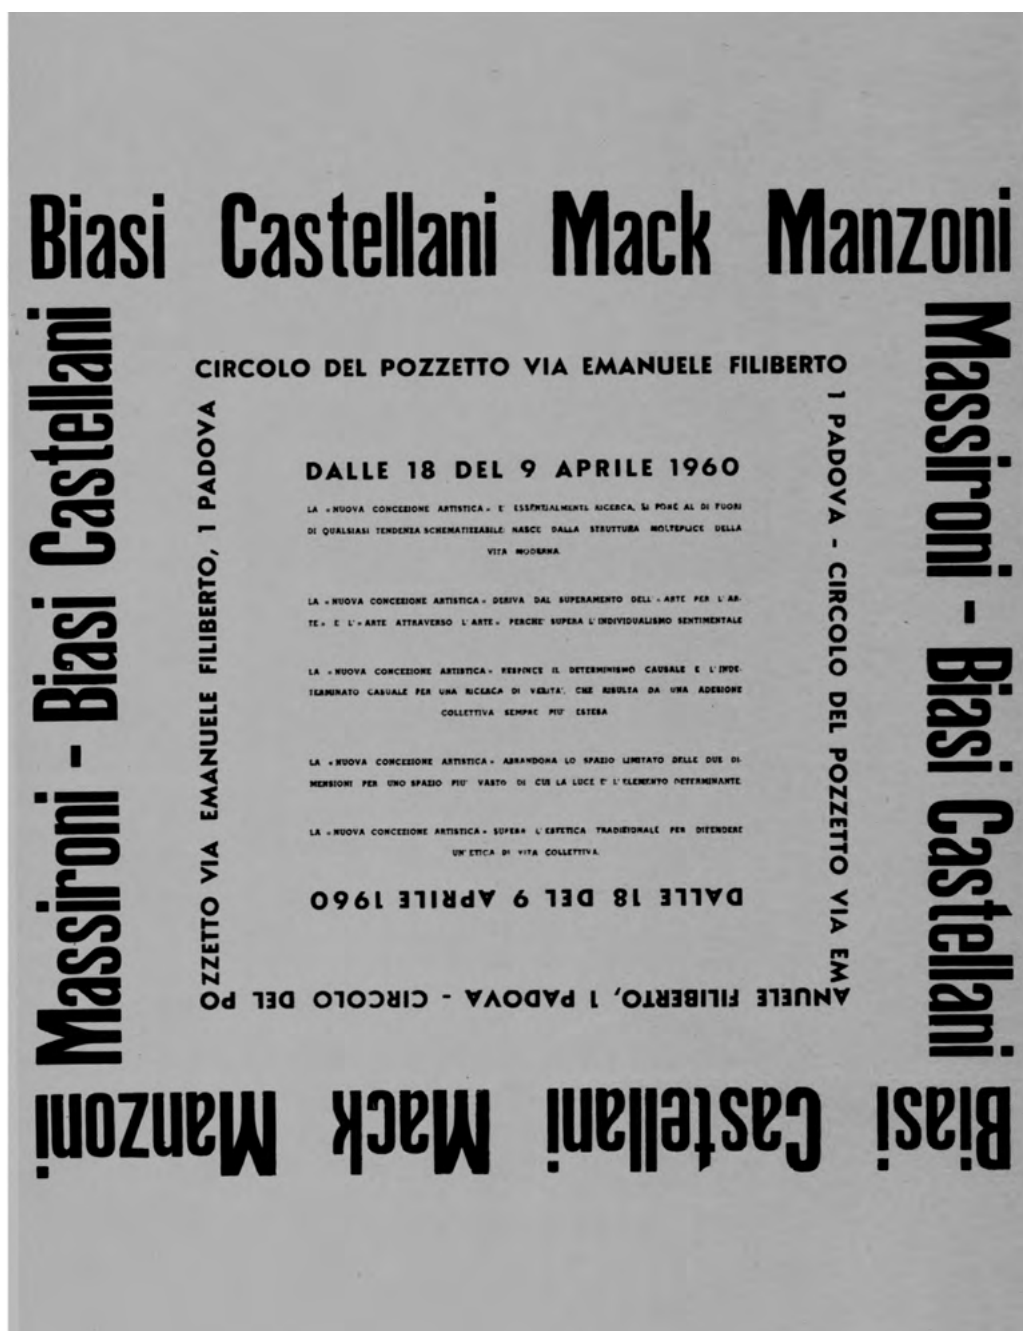 Biasi Castellani Mack Manzoni
Massironi - Biasi Castellani
Biasi Castellani Mack Manzoni
Massironi - Biasi Castellani
CIRCOLO DEL POZZETTO VIA EMANUELE FILIBERTO
1 PADOVA - CIRCOLO DEL POZZETTO VIA EM
ANUELE FILIBERTO, 1 PADOVA - CIRCOLO DEL PO
ZZETTO VIA EMANUELE FILIBERTO, 1 PADOVA
DALLE 18 DEL 9 APRILE 1960
LA «NUOVA CONCEZIONE ARTISTICA» E' ESSENZIALMENTE RICERCA. SI PONE AL DI FUORI
DI QUALSIASI TENDENZA SCHEMATIZZABILE NASCE DALLA STRUTTURA MOLTEPLICE DELLA
VITA MODERNA.
LA «NUOVA CONCEZIONE ARTISTICA» DERIVA DAL SUPERAMENTO DELL'«ARTE PER L'AR-
TE» E L'«ARTE ATTRAVERSO L'ARTE» PERCHE' SUPERA L'INDIVIDUALISMO SENTIMENTALE
LA «NUOVA CONCEZIONE ARTISTICA» RESPINGE IL DETERMINISMO CAUSALE E L'INDE-
TERMINATO CASUALE PER UNA RICERCA DI VERITA', CHE RISULTA DA UNA ADESIONE
COLLETTIVA SEMPRE PIU' ESTESA
LA «NUOVA CONCEZIONE ARTISTICA» ABBANDONA LO SPAZIO LIMITATO DELLE DUE DI-
MENSIONI PER UNO SPAZIO PIU' VASTO DI CUI LA LUCE E' L'ELEMENTO DETERMINANTE
LA «NUOVA CONCEZIONE ARTISTICA» SUPERA L'ESTETICA TRADIZIONALE PER DIFENDERE
UN'ETICA DI VITA COLLETTIVA.
DALLE 18 DEL 9 APRILE 1960